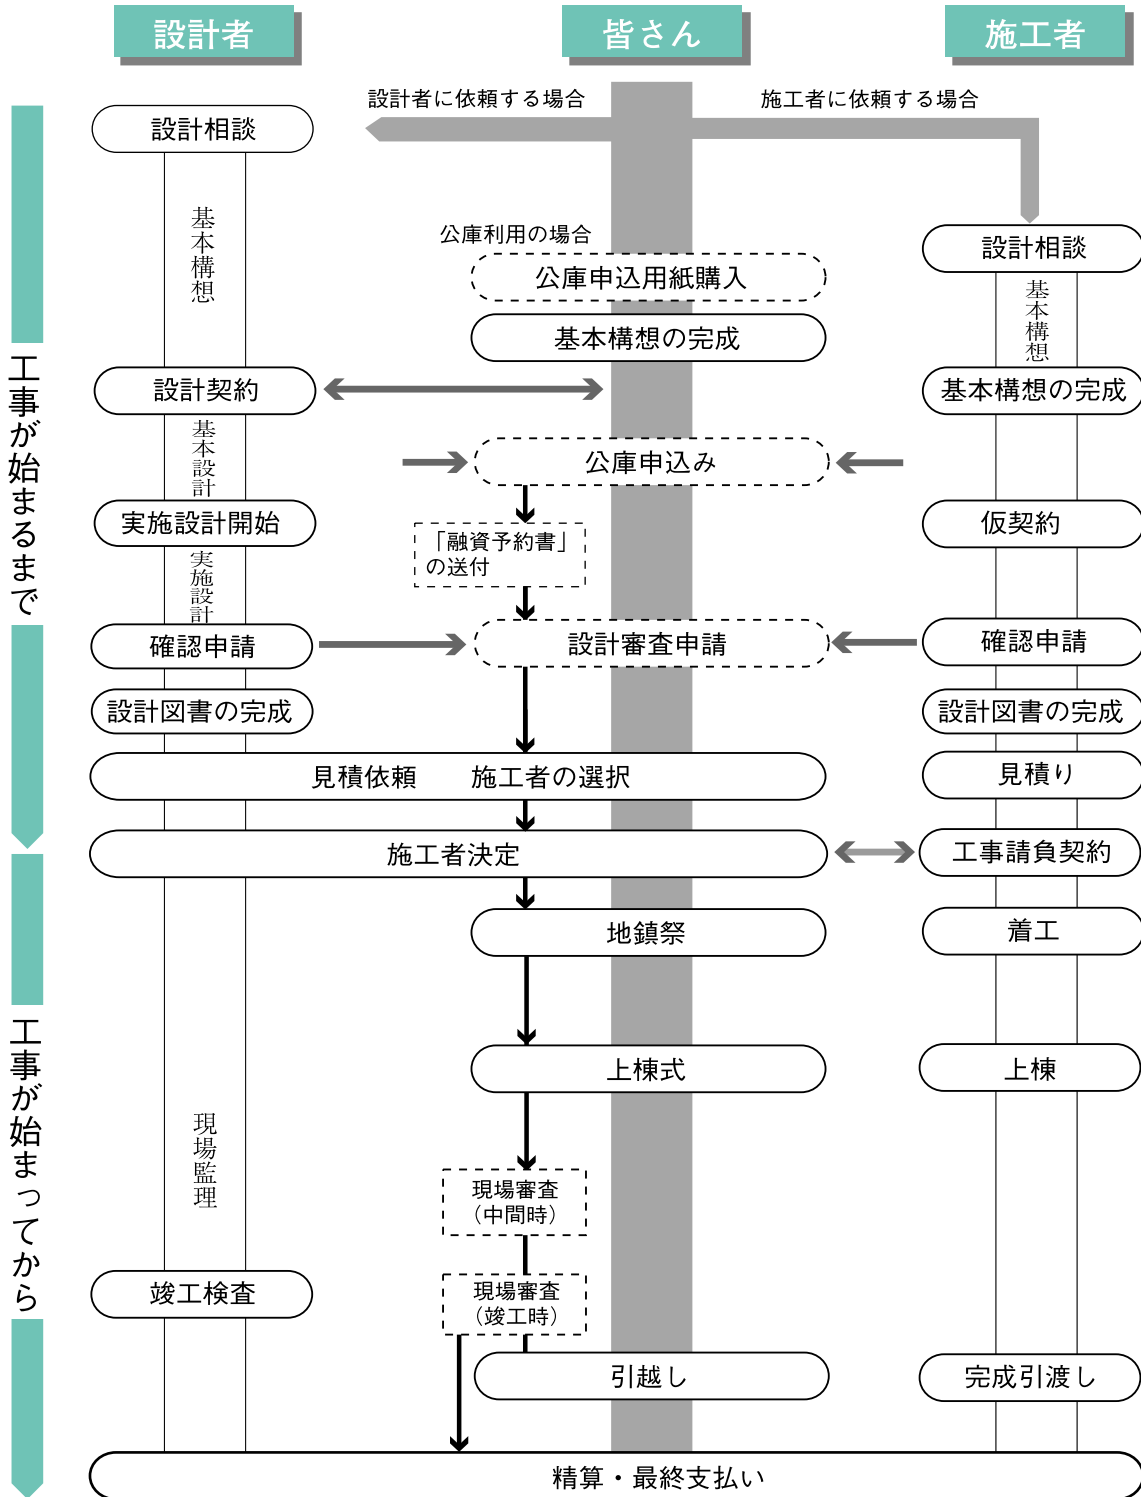 設計者
皆さん
施工者
設計者に依頼する場合
施工者に依頼する場合
設計相談
基本構想
公庫利用の場合
設計相談
公庫申込用紙購入
基本構想
基本構想の完成
工事が始まるまで
設計契約
基本構想の完成
基本設計
公庫申込み
実施設計開始
「融資予約書」
の送付
仮契約
実施設計
確認申請
設計審査申請
確認申請
設計図書の完成
設計図書の完成
見積依頼　　施工者の選択
見積り
施工者決定
工事請負契約
地鎮祭
着工
工事が始まってから
上棟式
上棟
現場監理
現場審査
（中間時）
竣工検査
現場審査
（竣工時）
引越し
完成引渡し
精算・最終支払い